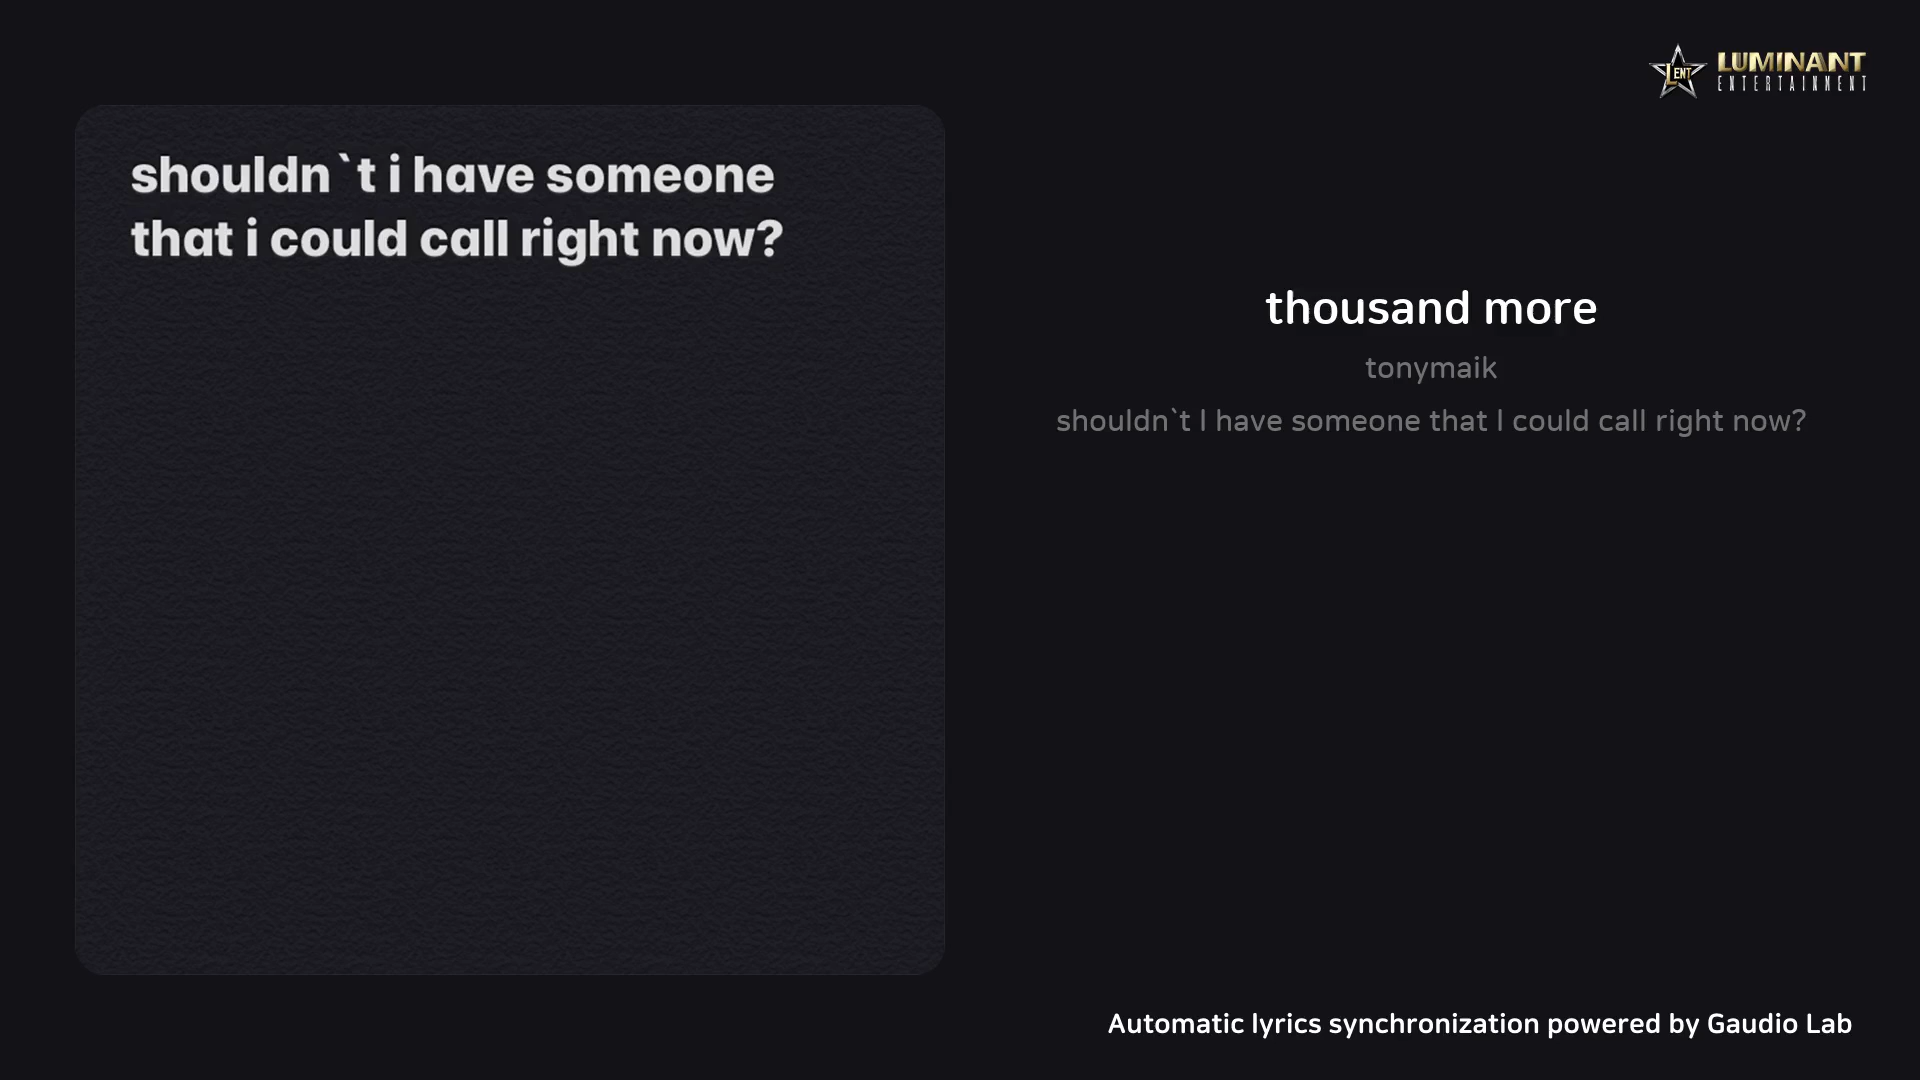 shouldn`t i have someone
that i could call right now?
LENT
LUMINANT
ENTERTAINMENT
thousand more
tonymaik
shouldn`t I have someone that I could call right now?
Automatic lyrics synchronization powered by Gaudio Lab